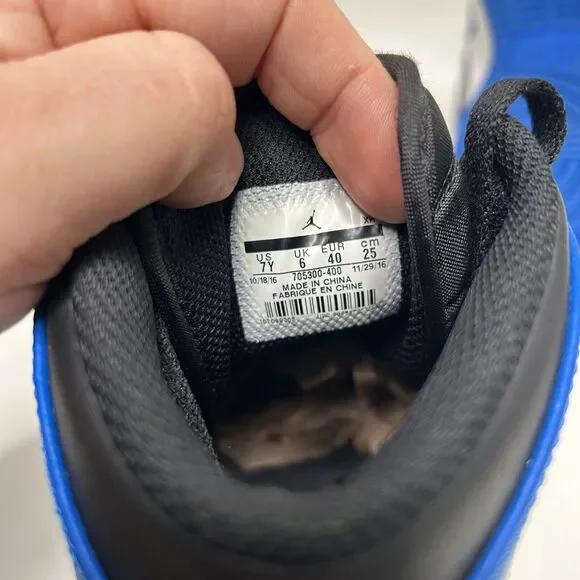 US UK EUR cm
7Y 6 40 25
10/18/16 705300-400 11/29/16
MADE IN CHINA
FABRIQUE EN CHINE